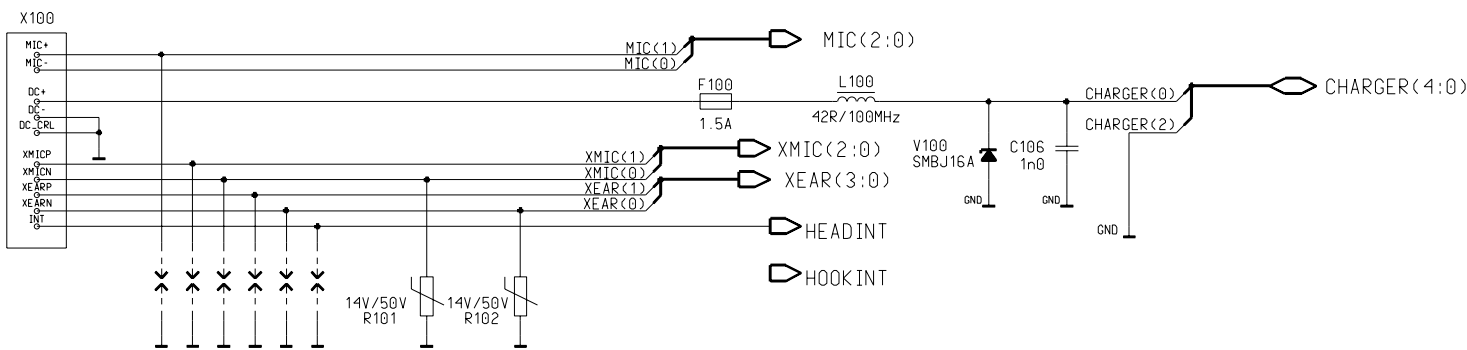 X100
MIC+
MIC-
DC+
DC-
DC_CRL
XMICP
XMICN
XEARP
XEARN
INT
MIC(1)
MIC(0)
MIC(2:0)
F100
1.5A
L100
42R/100MHz
CHARGER(0)
CHARGER(2)
CHARGER(4:0)
V100
SMBJ16A
C106
1n0
GND
GND
GND
XMIC(1)
XMIC(0)
XEAR(1)
XEAR(0)
XMIC(2:0)
XEAR(3:0)
HEADINT
HOOKINT
14V/50V
R101
14V/50V
R102